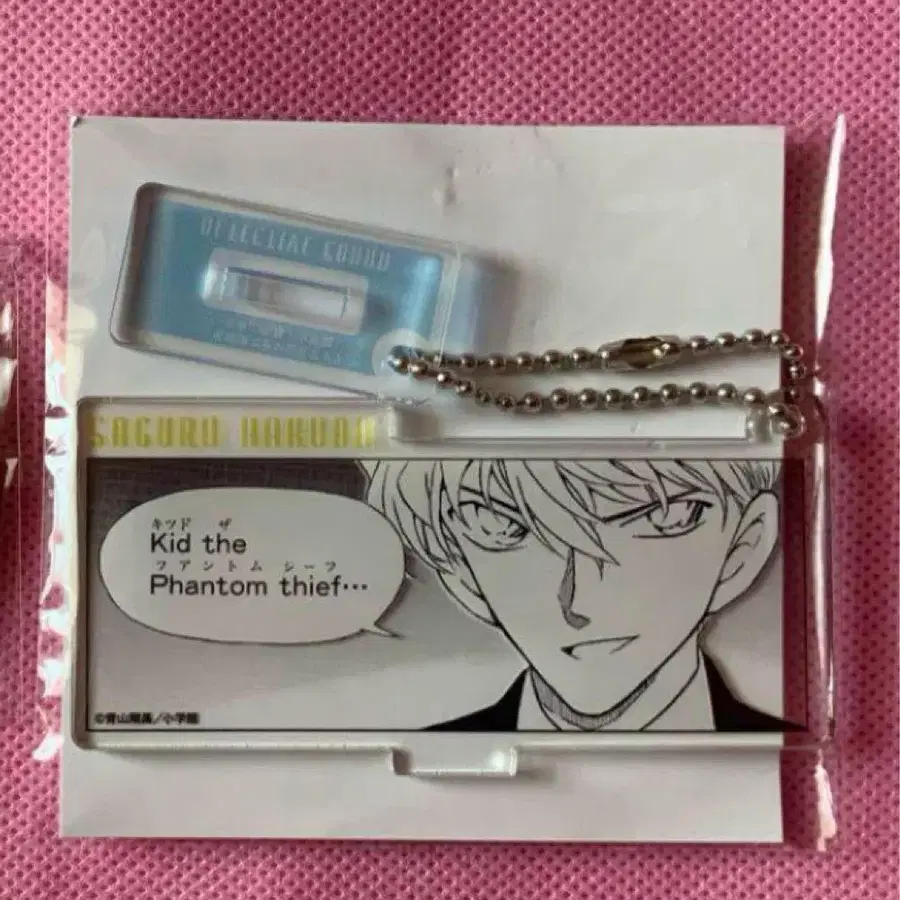 DETECTIVE CONAN
SAGURU HAKUBA
キッド ザ
Kid the
ファントム シーフ
Phantom thief…
©青山剛昌／小学館